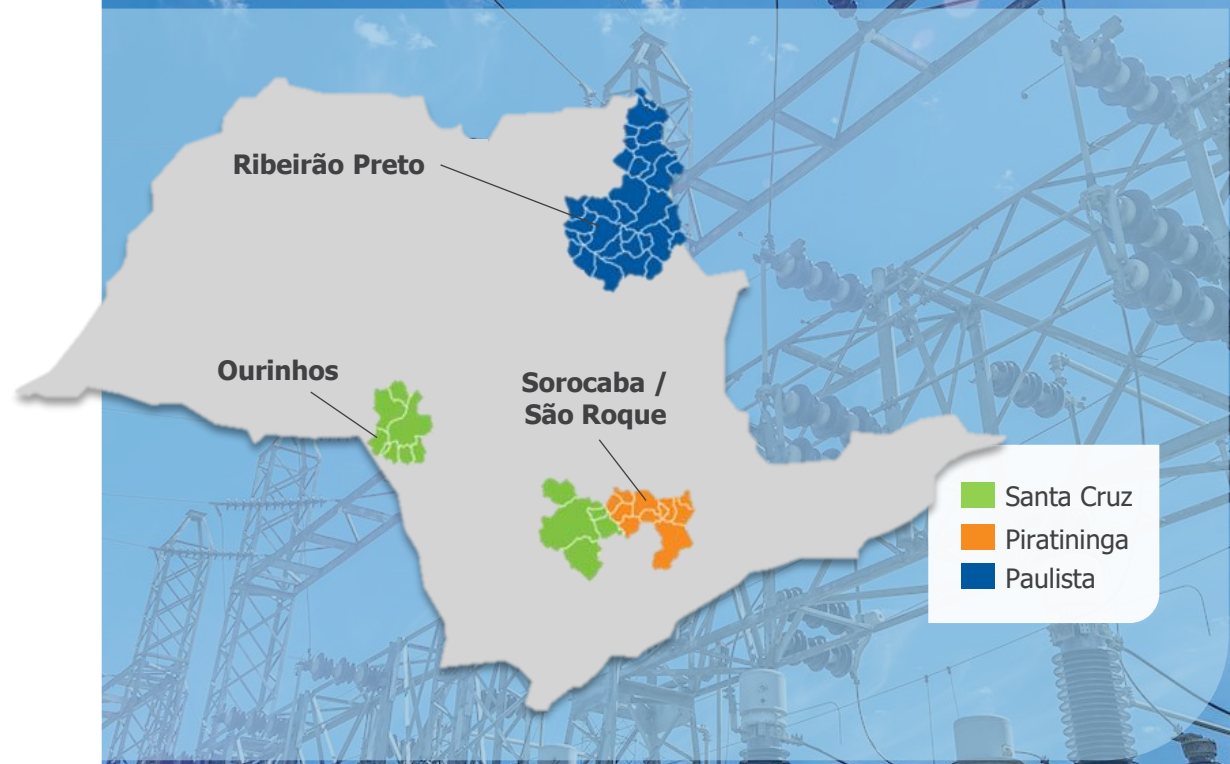 Ribeirão Preto
Ourinhos
Sorocaba /
São Roque
Santa Cruz
Piratininga
Paulista